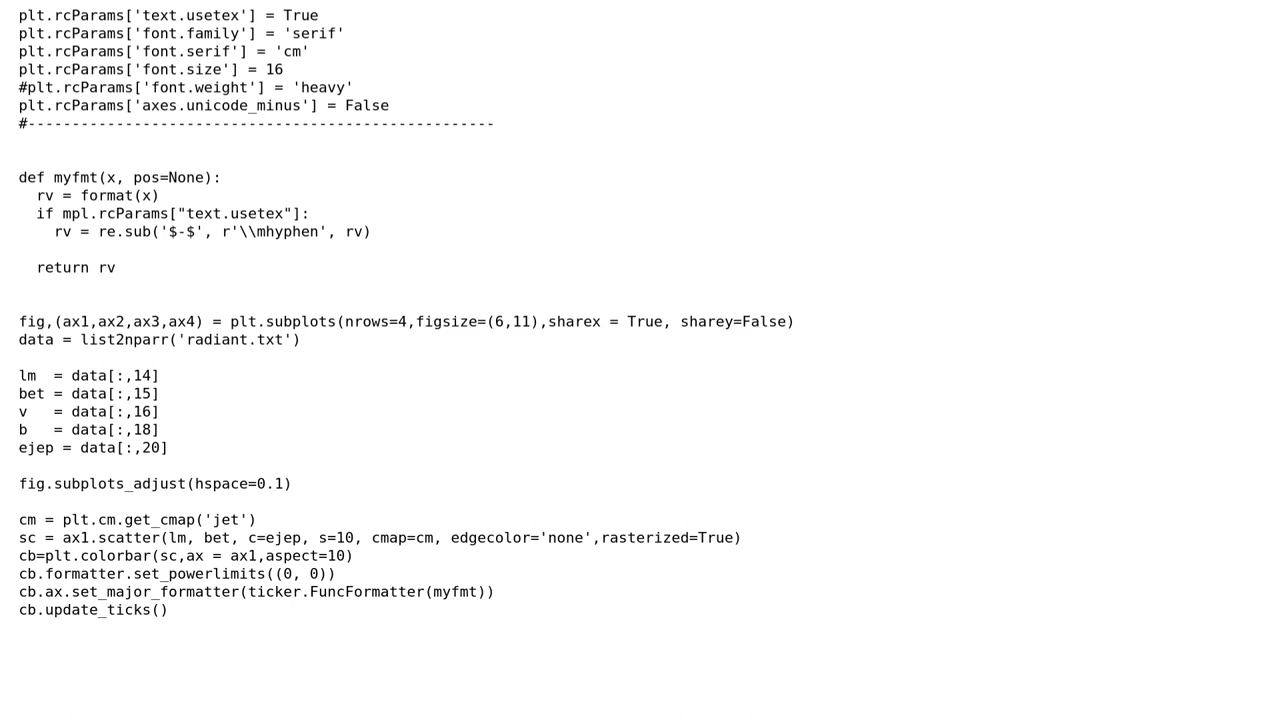 plt.rcParams['text.usetex'] = True
plt.rcParams['font.family'] = 'serif'
plt.rcParams['font.serif'] = 'cm'
plt.rcParams['font.size'] = 16
#plt.rcParams['font.weight'] = 'heavy'
plt.rcParams['axes.unicode_minus'] = False
#-----------------------------------------------------
def myfmt(x, pos=None):
  rv = format(x)
  if mpl.rcParams["text.usetex"]:
    rv = re.sub('$-$', r'\\mhyphen', rv)
  return rv
fig,(ax1,ax2,ax3,ax4) = plt.subplots(nrows=4,figsize=(6,11),sharex = True, sharey=False)
data = list2nparr('radiant.txt')
lm  = data[:,14]
bet = data[:,15]
v   = data[:,16]
b   = data[:,18]
ejep = data[:,20]
fig.subplots_adjust(hspace=0.1)
cm = plt.cm.get_cmap('jet')
sc = ax1.scatter(lm, bet, c=ejep, s=10, cmap=cm, edgecolor='none',rasterized=True)
cb=plt.colorbar(sc,ax = ax1,aspect=10)
cb.formatter.set_powerlimits((0, 0))
cb.ax.set_major_formatter(ticker.FuncFormatter(myfmt))
cb.update_ticks()